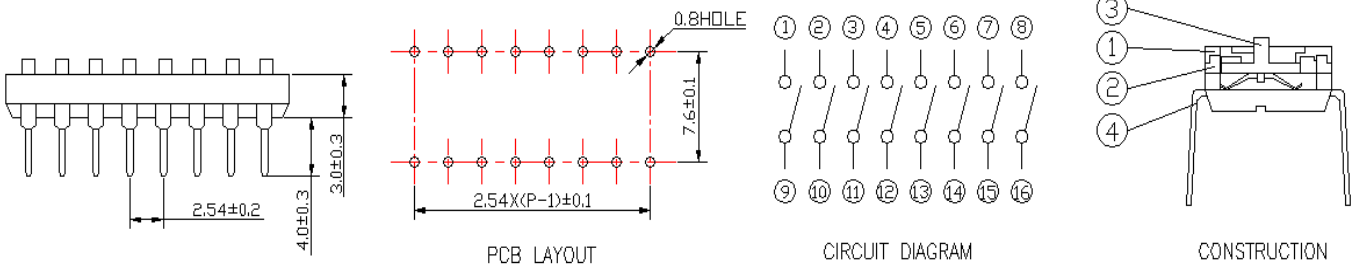 3.0±0.3
4.0±0.3
2.54±0.2
0.8HOLE
7.6±0.1
2.54X(P-1)±0.1
PCB LAYOUT
1 2 3 4 5 6 7 8
9 10 11 12 13 14 15 16
CIRCUIT DIAGRAM
3
1
2
4
CONSTRUCTION